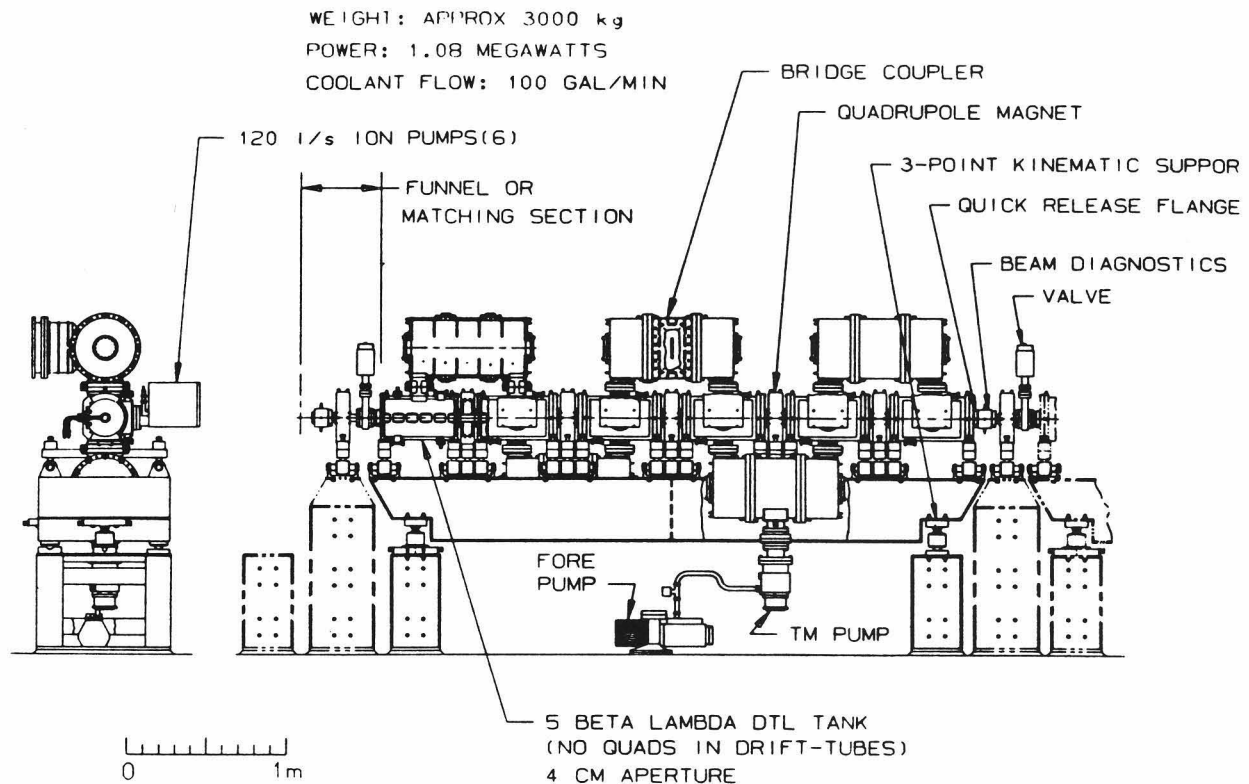 WEIGHT: APPROX 3000 kg
POWER: 1.08 MEGAWATTS
COOLANT FLOW: 100 GAL/MIN
BRIDGE COUPLER
QUADRUPOLE MAGNET
120 l/s ION PUMPS(6)
3-POINT KINEMATIC SUPPOR
FUNNEL OR
MATCHING SECTION
QUICK RELEASE FLANGE
BEAM DIAGNOSTICS
VALVE
FORE
PUMP
TM PUMP
5 BETA LAMBDA DTL TANK
(NO QUADS IN DRIFT-TUBES)
4 CM APERTURE
0 1m